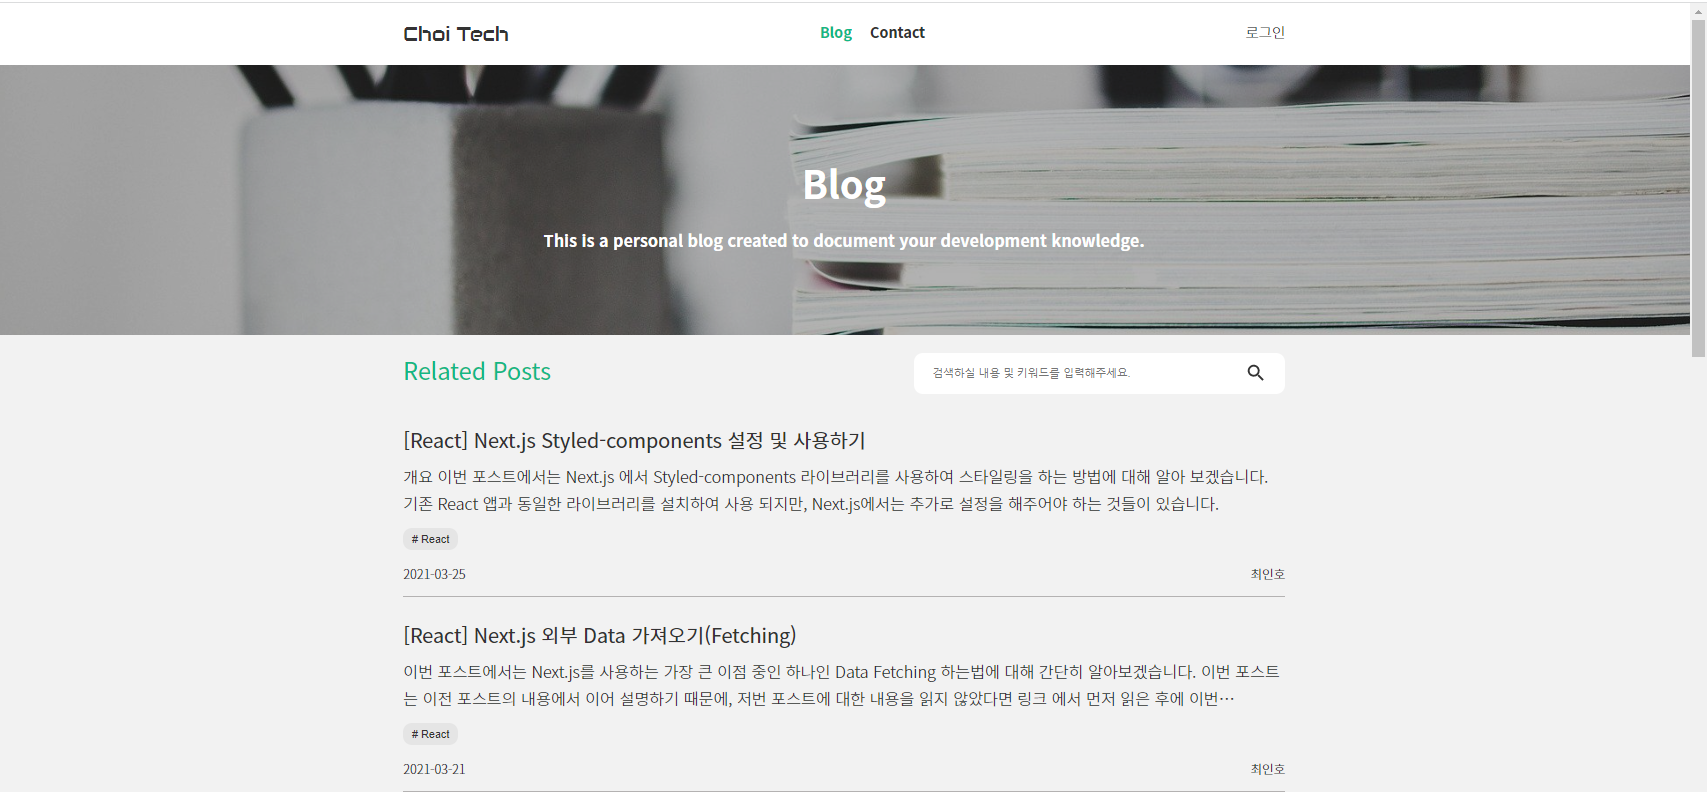 Choi Tech
Blog
Contact
로그인
Blog
This is a personal blog created to document your development knowledge.
Related Posts
검색하실 내용 및 키워드를 입력해주세요.
[React] Next.js Styled-components 설정 및 사용하기
개요 이번 포스트에서는 Next.js 에서 Styled-components 라이브러리를 사용하여 스타일링을 하는 방법에 대해 알아 보겠습니다.
기존 React 앱과 동일한 라이브러리를 설치하여 사용 되지만, Next.js에서는 추가로 설정을 해주어야 하는 것들이 있습니다.
# React
2021-03-25
최인호
[React] Next.js 외부 Data 가져오기(Fetching)
이번 포스트에서는 Next.js를 사용하는 가장 큰 이점 중인 하나인 Data Fetching 하는법에 대해 간단히 알아보겠습니다. 이번 포스트
는 이전 포스트의 내용에서 이어 설명하기 때문에, 저번 포스트에 대한 내용을 읽지 않았다면 링크 에서 먼저 읽은 후에 이번…
# React
2021-03-21
최인호